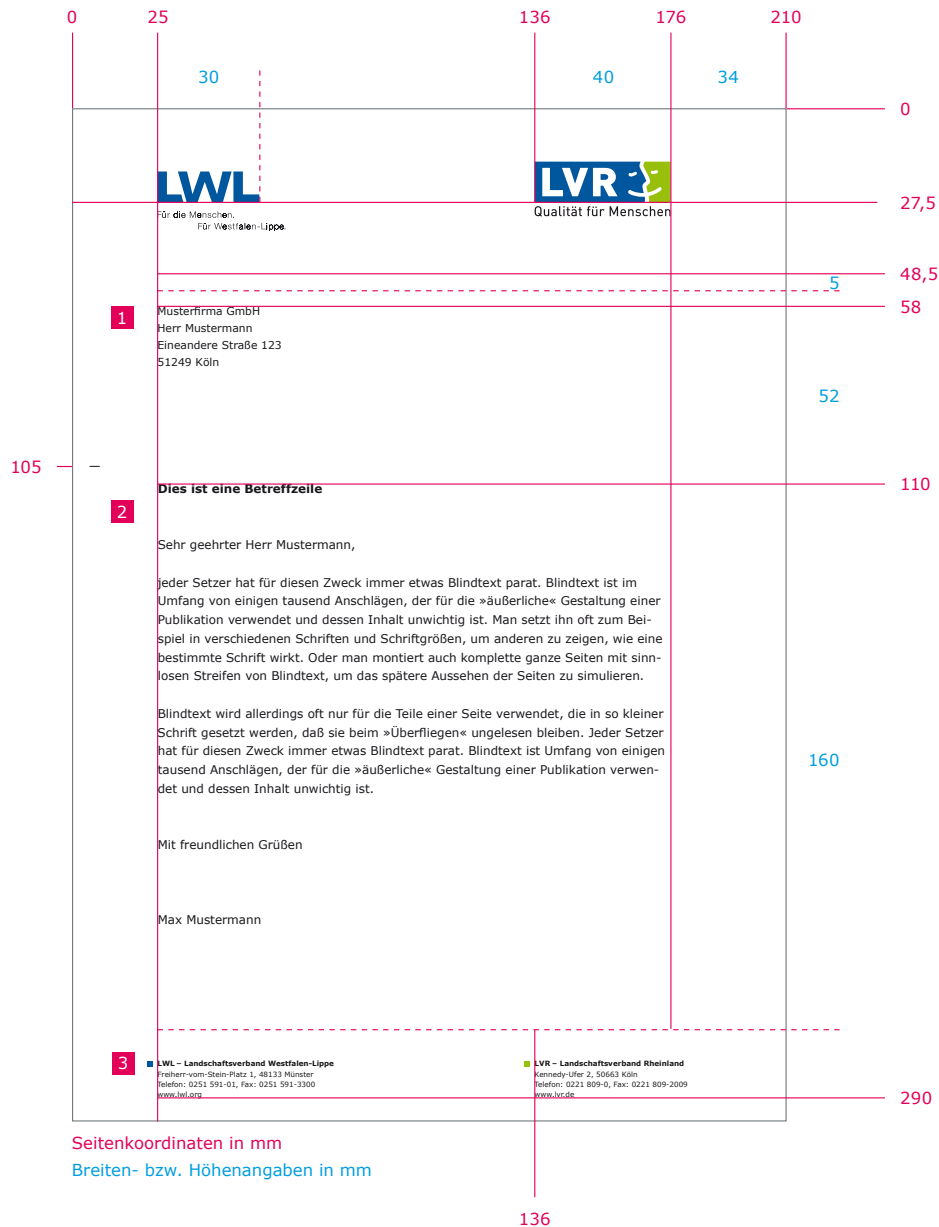 0 25 136 176 210
30 40 34
0
LWL
LVR
27,5
Für die Menschen.
Für Westfalen-Lippe.
Qualität für Menschen
48,5
5
58
1
Musterfirma GmbH
Herr Mustermann
Eineandere Straße 123
51249 Köln
52
105
110
Dies ist eine Betreffzeile
2
Sehr geehrter Herr Mustermann,
jeder Setzer hat für diesen Zweck immer etwas Blindtext parat. Blindtext ist im
Umfang von einigen tausend Anschlägen, der für die »äußerliche« Gestaltung einer
Publikation verwendet und dessen Inhalt unwichtig ist. Man setzt ihn oft zum Bei-
spiel in verschiedenen Schriften und Schriftgrößen, um anderen zu zeigen, wie eine
bestimmte Schrift wirkt. Oder man montiert auch komplette ganze Seiten mit sinn-
losen Streifen von Blindtext, um das spätere Aussehen der Seiten zu simulieren.
Blindtext wird allerdings oft nur für die Teile einer Seite verwendet, die in so kleiner
Schrift gesetzt werden, daß sie beim »Überfliegen« ungelesen bleiben. Jeder Setzer
hat für diesen Zweck immer etwas Blindtext parat. Blindtext ist Umfang von einigen
tausend Anschlägen, der für die »äußerliche« Gestaltung einer Publikation verwen-
det und dessen Inhalt unwichtig ist.
160
Mit freundlichen Grüßen
Max Mustermann
3
LWL – Landschaftsverband Westfalen-Lippe
Freiherr-vom-Stein-Platz 1, 48133 Münster
Telefon: 0251 591-01, Fax: 0251 591-3300
www.lwl.org
LVR – Landschaftsverband Rheinland
Kennedy-Ufer 2, 50663 Köln
Telefon: 0221 809-0, Fax: 0221 809-2009
www.lvr.de
290
Seitenkoordinaten in mm
Breiten- bzw. Höhenangaben in mm
136